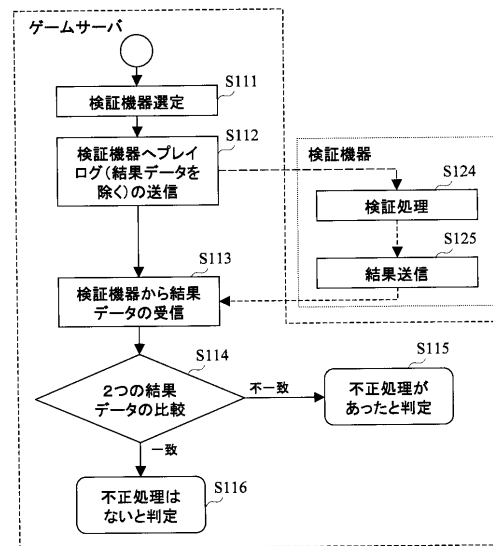 ゲームサーバ
S111
検証機器選定
S112
検証機器へプレイ
ログ(結果データを
除く)の送信
検証機器
S124
検証処理
S125
結果送信
S113
検証機器から結果
データの受信
S114
2つの結果
データの比較
不一致
S115
不正処理が
あったと判定
一致
S116
不正処理は
ないと判定